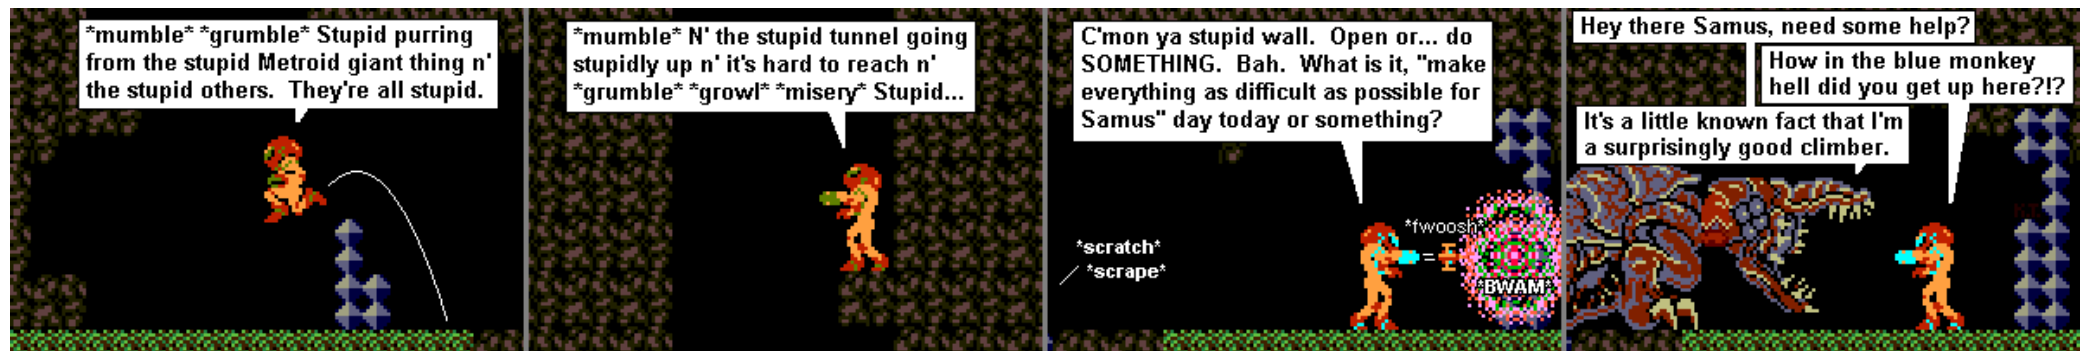 *mumble* *grumble* Stupid purring
from the stupid Metroid giant thing n'
the stupid others.  They're all stupid.
*mumble* N' the stupid tunnel going
stupidly up n' it's hard to reach n'
*grumble* *growl* *misery* Stupid...
C'mon ya stupid wall.  Open or... do
SOMETHING.  Bah.  What is it, "make
everything as difficult as possible for
Samus" day today or something?
*fwoosh*
*scratch*
*scrape*
*BWAM*
Hey there Samus, need some help?
How in the blue monkey
hell did you get up here?!?
It's a little known fact that I'm
a surprisingly good climber.